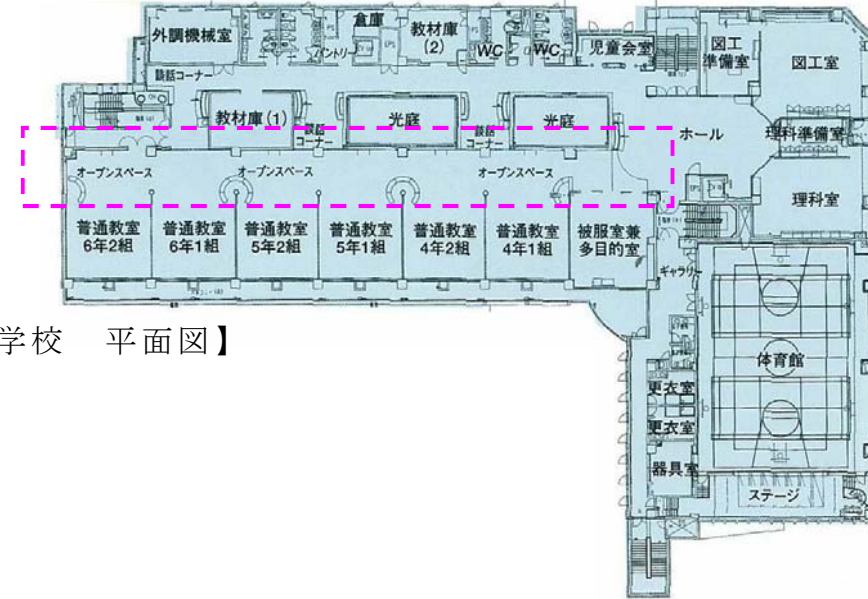 外調機械室
パントリー
倉庫
教材庫
(2)
WC
WC
児童会室
図工
準備室
図工室
談話コーナー
教材庫(1)
談話
コーナー
光庭
談話
コーナー
光庭
ホール
理科準備室
オープンスペース
オープンスペース
オープンスペース
理科室
普通教室
6年2組
普通教室
6年1組
普通教室
5年2組
普通教室
5年1組
普通教室
4年2組
普通教室
4年1組
被服室兼
多目的室
ギャラリー
学校 平面図】
体育館
更衣室
更衣室
器具室
ステージ